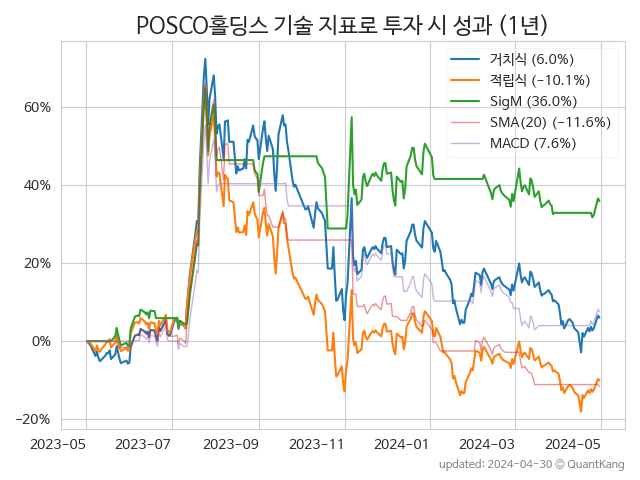 POSCO홀딩스 기술 지표로 투자 시 성과 (1년)
거치식 (6.0%)
적립식 (−10.1%)
SigM (36.0%)
SMA(20) (−11.6%)
MACD (7.6%)
60%
40%
20%
0%
−20%
2023-05 2023-07 2023-09 2023-11 2024-01 2024-03 2024-05
updated: 2024-04-30 © QuantKang